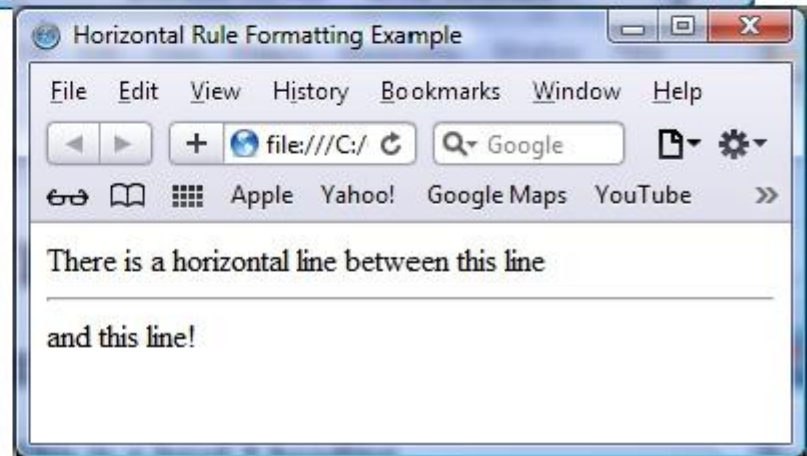 Horizontal Rule Formatting Example
File Edit View History Bookmarks Window Help
file:///C:/ Google
Apple Yahoo! Google Maps YouTube
There is a horizontal line between this line
and this line!